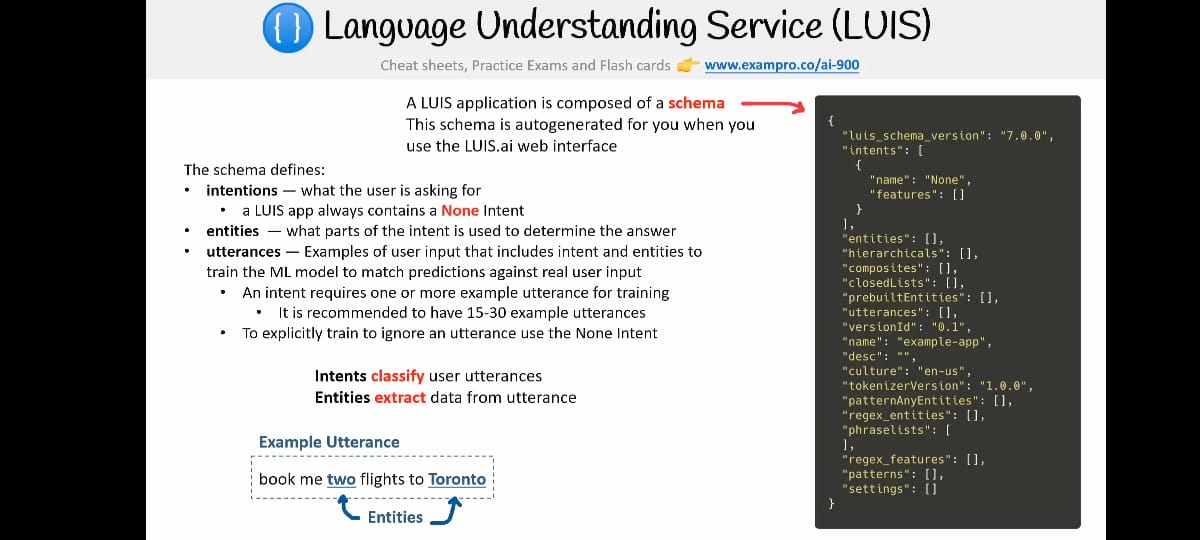 { } Language Understanding Service (LUIS)
Cheat sheets, Practice Exams and Flash cards 👉 www.exampro.co/ai-900
A LUIS application is composed of a schema
This schema is autogenerated for you when you
use the LUIS.ai web interface
The schema defines:
• intentions — what the user is asking for
• a LUIS app always contains a None Intent
• entities — what parts of the intent is used to determine the answer
• utterances — Examples of user input that includes intent and entities to
train the ML model to match predictions against real user input
• An intent requires one or more example utterance for training
• It is recommended to have 15-30 example utterances
• To explicitly train to ignore an utterance use the None Intent
Intents classify user utterances
Entities extract data from utterance
Example Utterance
book me two flights to Toronto
Entities
{
"luis_schema_version": "7.0.0",
"intents": [
{
"name": "None",
"features": []
}
],
"entities": [],
"hierarchicals": [],
"composites": [],
"closedLists": [],
"prebuiltEntities": [],
"utterances": [],
"versionId": "0.1",
"name": "example-app",
"desc": "",
"culture": "en-us",
"tokenizerVersion": "1.0.0",
"patternAnyEntities": [],
"regex_entities": [],
"phraselists": [
],
"regex_features": [],
"patterns": [],
"settings": []
}